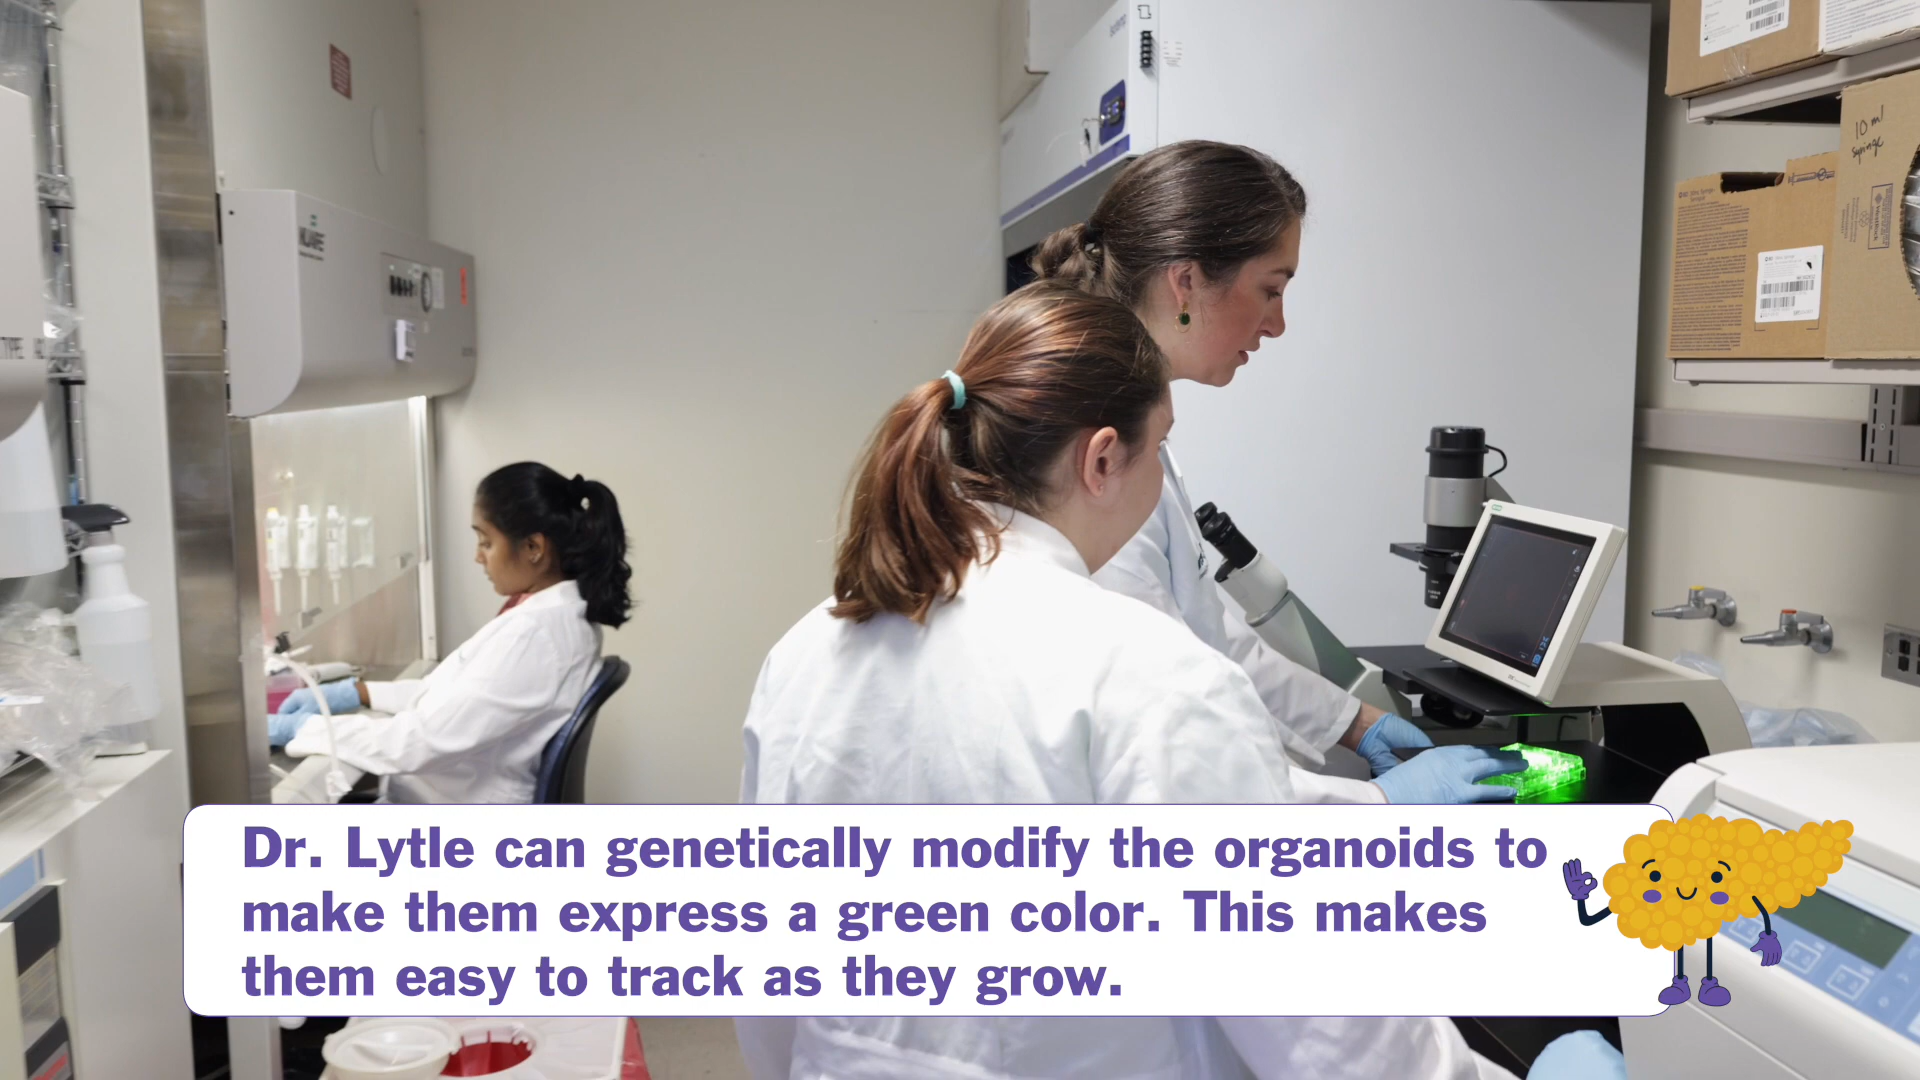 NUAIRE
10 ml
syringe
Dr. Lytle can genetically modify the organoids to
make them express a green color. This makes
them easy to track as they grow.